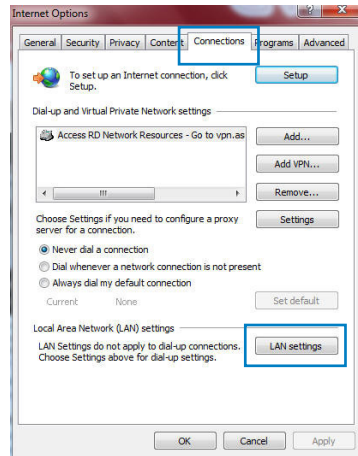 Internet Options
General Security Privacy Content Connections Programs Advanced
To set up an Internet connection, click
Setup.
Setup
Dial-up and Virtual Private Network settings
Access RD Network Resources - Go to vpn.as
Add...
Add VPN...
Remove...
Choose Settings if you need to configure a proxy
server for a connection.
Settings
Never dial a connection
Dial whenever a network connection is not present
Always dial my default connection
Current None
Set default
Local Area Network (LAN) settings
LAN Settings do not apply to dial-up connections.
Choose Settings above for dial-up settings.
LAN settings
OK Cancel Apply